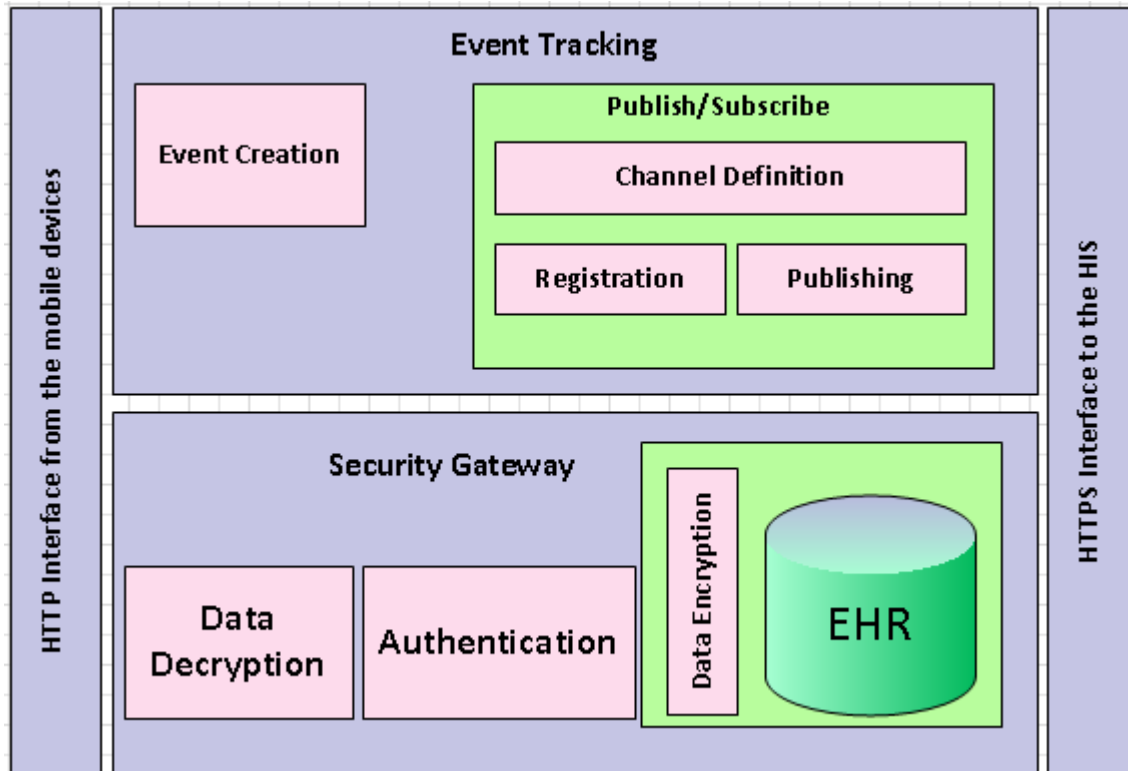 HTTP Interface from the mobile devices
Event Tracking
Event Creation
Publish/Subscribe
Channel Definition
Registration
Publishing
Security Gateway
Data
Decryption
Authentication
Data Encryption
EHR
HTTPS Interface to the HIS